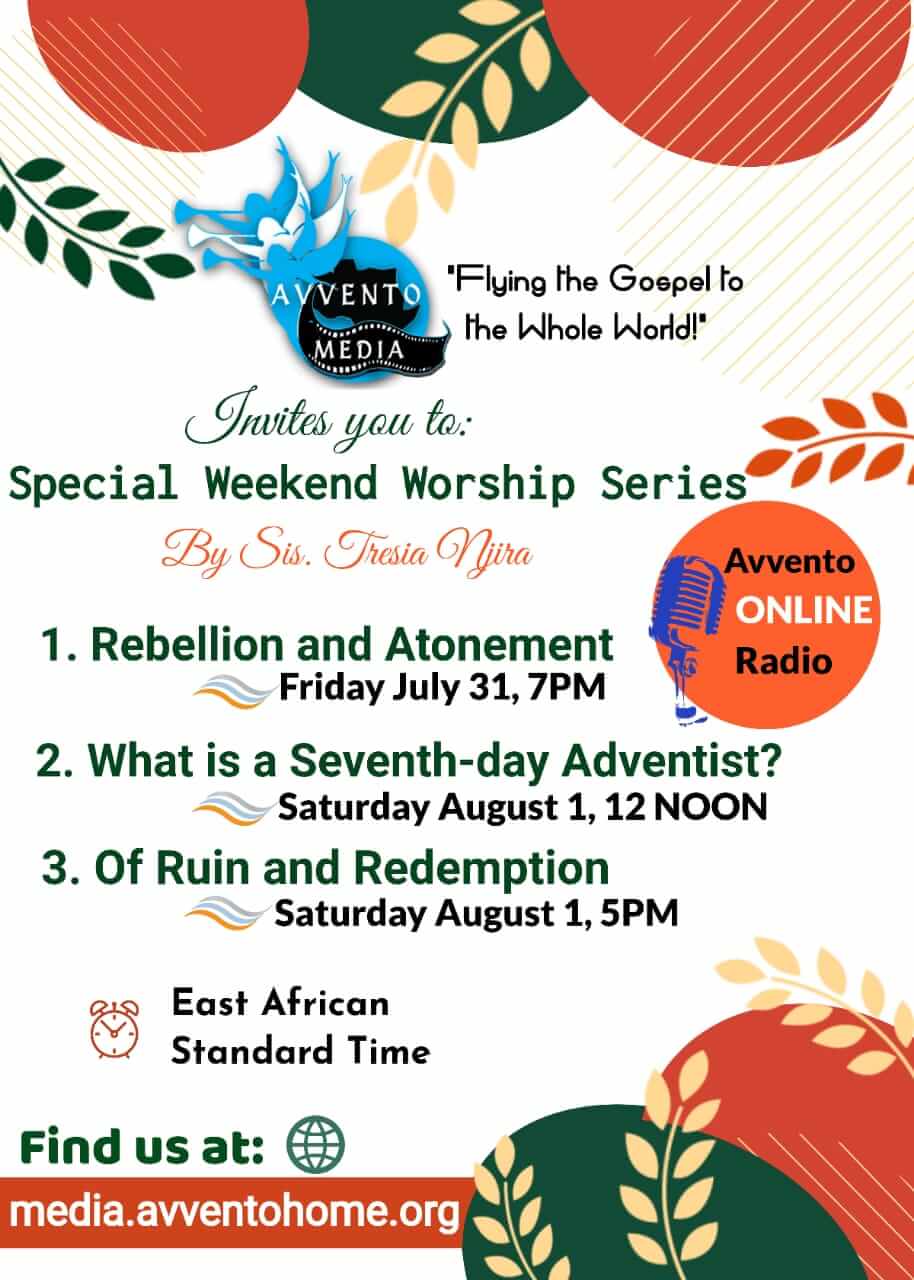 AVVENTO
MEDIA
"Flying the Gospel to
the Whole World!"
Invites you to:
Special Weekend Worship Series
By Sis. Tresia Njira
Avvento
ONLINE
Radio
1. Rebellion and Atonement
Friday July 31, 7PM
2. What is a Seventh-day Adventist?
Saturday August 1, 12 NOON
3. Of Ruin and Redemption
Saturday August 1, 5PM
East African
Standard Time
Find us at:
media.avventohome.org